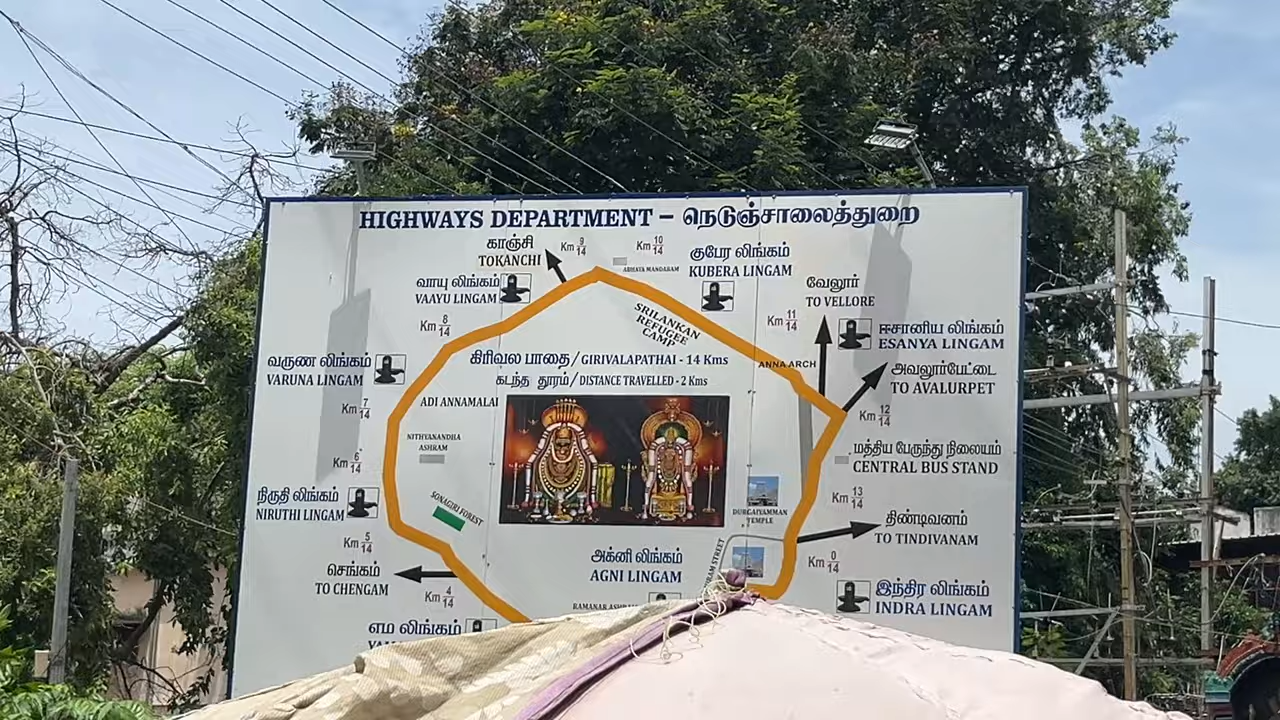 HIGHWAYS DEPARTMENT – நெடுஞ்சாலைத்துறை
காஞ்சி
TOKANCHI
Km 9/14
Km 10/14
ABHAYA MANDABAM
குபேர லிங்கம்
KUBERA LINGAM
வாயு லிங்கம்
VAAYU LINGAM
வேலூர்
TO VELLORE
Km 8/14
SRILANKAN
REFUGEE
CAMP
Km 11/14
ஈசானிய லிங்கம்
ESANYA LINGAM
வருண லிங்கம்
VARUNA LINGAM
கிரிவல பாதை / GIRIVALAPATHAI - 14 Kms
கடந்த தூரம் / DISTANCE TRAVELLED - 2 Kms
ANNA ARCH
அவலூர்பேட்டை
TO AVALURPET
Km 7/14
ADI ANNAMALAI
Km 12/14
NITHYANANDHA
ASHRAM
மத்திய பேருந்து நிலையம்
CENTRAL BUS STAND
Km 6/14
நிருதி லிங்கம்
NIRUTHI LINGAM
SONAGIRI FOREST
DURGAIYAMMAN
TEMPLE
Km 13/14
திண்டிவனம்
TO TINDIVANAM
Km 5/14
செங்கம்
TO CHENGAM
அக்னி லிங்கம்
AGNI LINGAM
STREET
Km 0/14
Km 4/14
இந்திர லிங்கம்
INDRA LINGAM
எம லிங்கம்
RAMANAR